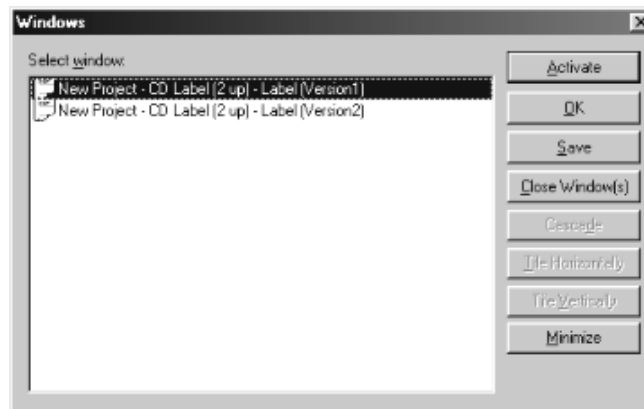 Windows
Select window:
New Project - CD Label (2 up) - Label (Version1)
New Project - CD Label (2 up) - Label (Version2)
Activate
OK
Save
Close Window(s)
Cascade
Tile Horizontally
Tile Vertically
Minimize